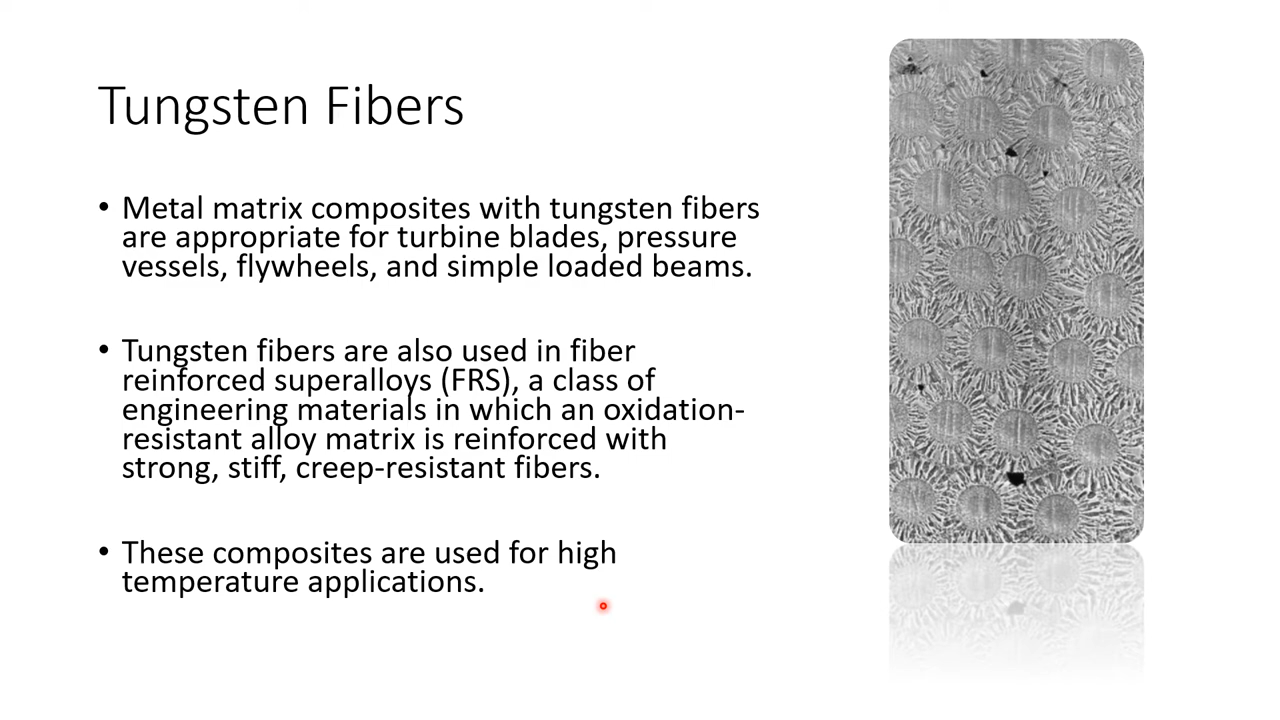 Tungsten Fibers
• Metal matrix composites with tungsten fibers
are appropriate for turbine blades, pressure
vessels, flywheels, and simple loaded beams.
• Tungsten fibers are also used in fiber
reinforced superalloys (FRS), a class of
engineering materials in which an oxidation-
resistant alloy matrix is reinforced with
strong, stiff, creep-resistant fibers.
• These composites are used for high
temperature applications.